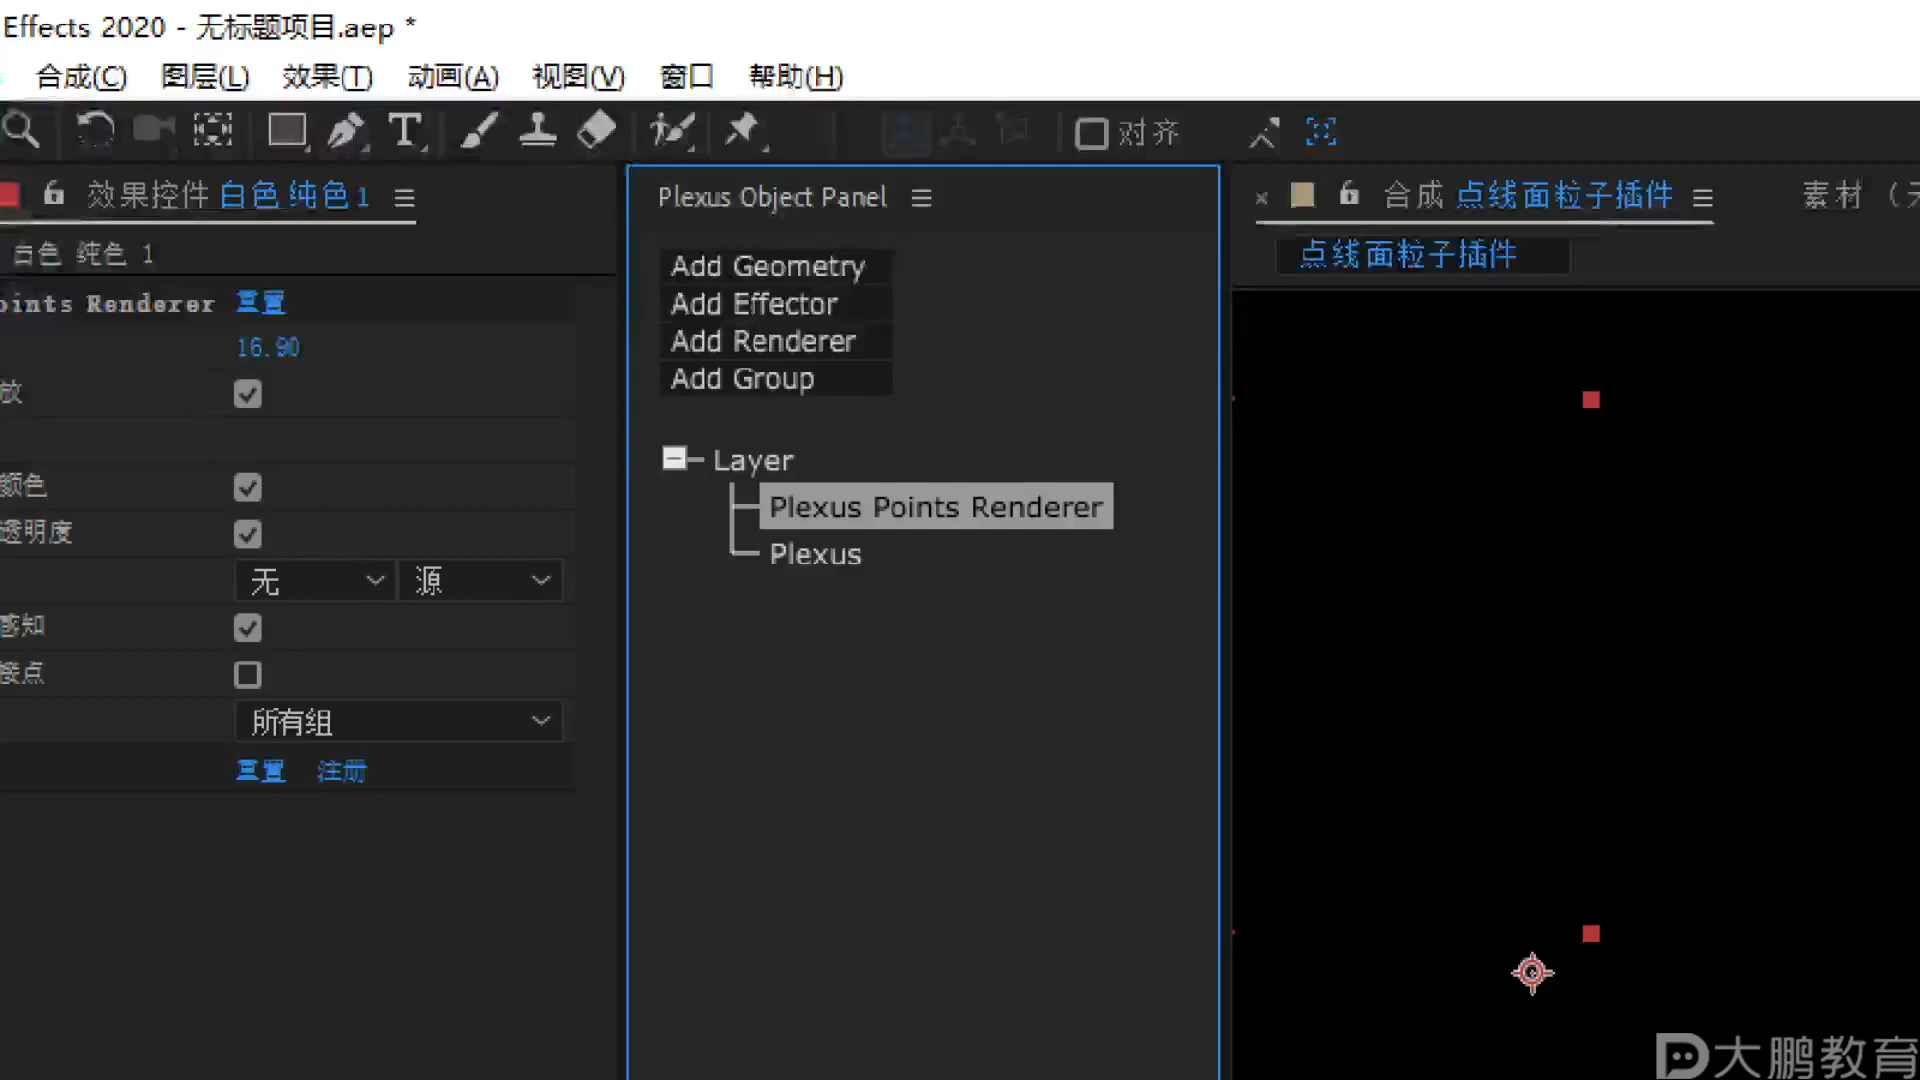 Effects 2020 - 无标题项目.aep *
合成(C) 图层(L) 效果(T) 动画(A) 视图(V) 窗口 帮助(H)
对齐
效果控件 白色 纯色 1
白色 纯色 1
oints Renderer 重置
16.90
放
颜色
透明度
无 源
感知
接点
所有组
重置 注册
Plexus Object Panel
Add Geometry
Add Effector
Add Renderer
Add Group
Layer
Plexus Points Renderer
Plexus
合成 点线面粒子插件
素材 （无
点线面粒子插件
大鹏教育